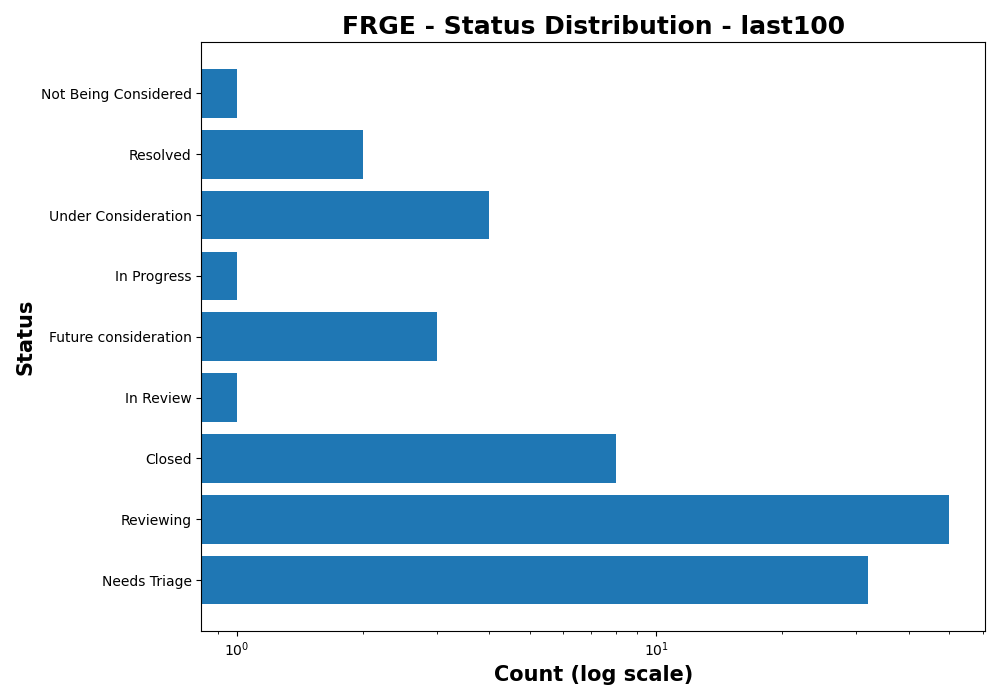 FRGE - Status Distribution - last100
Status
Not Being Considered
Resolved
Under Consideration
In Progress
Future consideration
In Review
Closed
Reviewing
Needs Triage
10⁰
10¹
Count (log scale)